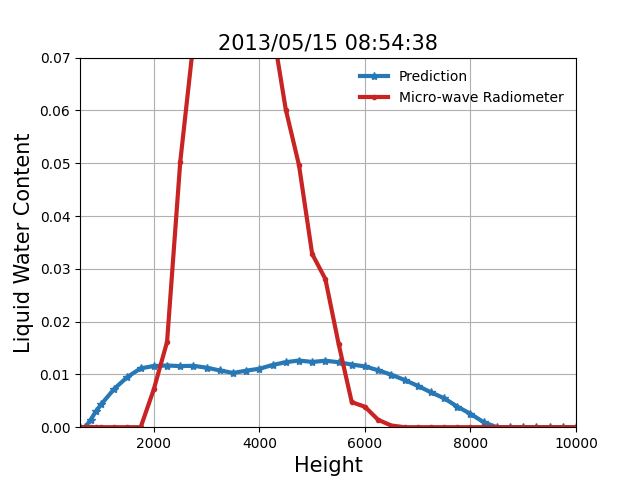 2013/05/15 08:54:38
0.07
0.06
0.05
0.04
0.03
0.02
0.01
0.00
Liquid Water Content
Prediction
Micro-wave Radiometer
2000 4000 6000 8000 10000
Height